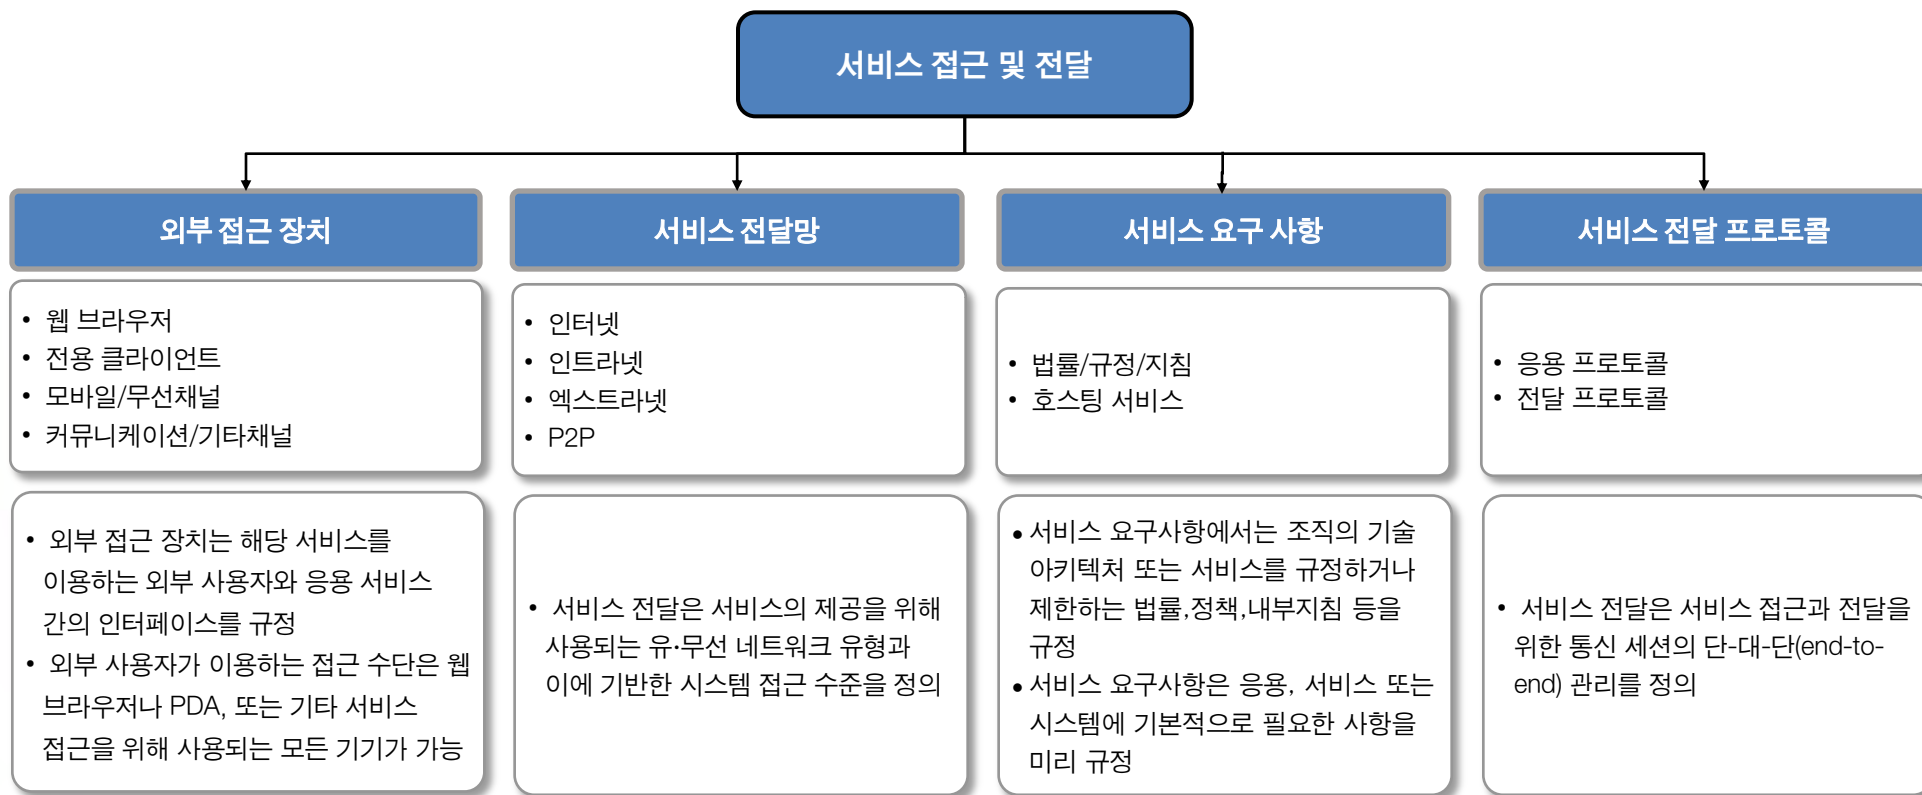 서비스 접근 및 전달
외부 접근 장치
• 웹 브라우저
• 전용 클라이언트
• 모바일/무선채널
• 커뮤니케이션/기타채널
• 외부 접근 장치는 해당 서비스를
이용하는 외부 사용자와 응용 서비스
간의 인터페이스를 규정
• 외부 사용자가 이용하는 접근 수단은 웹
브라우저나 PDA, 또는 기타 서비스
접근을 위해 사용되는 모든 기기가 가능
서비스 전달망
• 인터넷
• 인트라넷
• 엑스트라넷
• P2P
• 서비스 전달은 서비스의 제공을 위해
사용되는 유·무선 네트워크 유형과
이에 기반한 시스템 접근 수준을 정의
서비스 요구 사항
• 법률/규정/지침
• 호스팅 서비스
• 서비스 요구사항에서는 조직의 기술
아키텍처 또는 서비스를 규정하거나
제한하는 법률,정책,내부지침 등을
규정
• 서비스 요구사항은 응용, 서비스 또는
시스템에 기본적으로 필요한 사항을
미리 규정
서비스 전달 프로토콜
• 응용 프로토콜
• 전달 프로토콜
• 서비스 전달은 서비스 접근과 전달을
위한 통신 세션의 단-대-단(end-to-
end) 관리를 정의